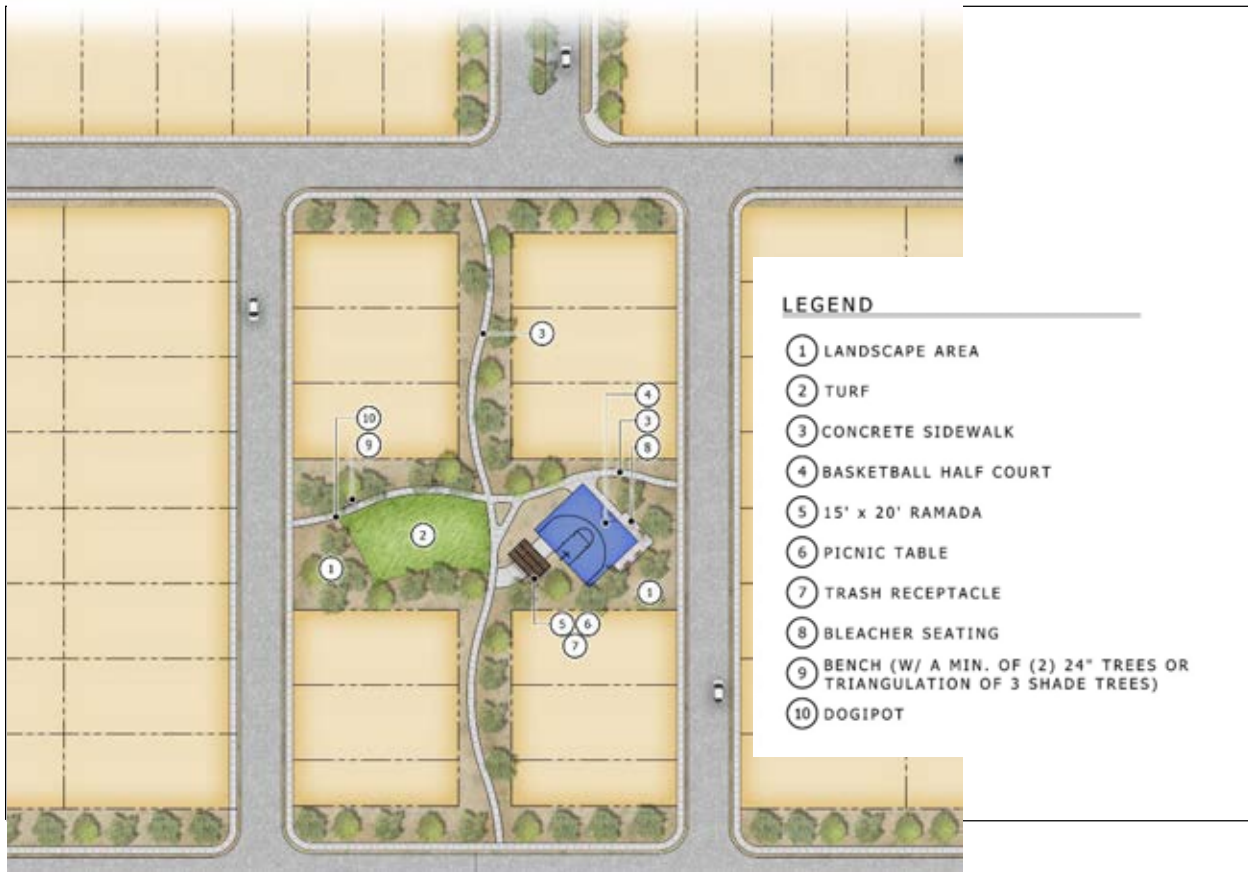 3
4
10
3
9
8
2
1
1
5 6
7
LEGEND
1 LANDSCAPE AREA
2 TURF
3 CONCRETE SIDEWALK
4 BASKETBALL HALF COURT
5 15' x 20' RAMADA
6 PICNIC TABLE
7 TRASH RECEPTACLE
8 BLEACHER SEATING
9 BENCH (W/ A MIN. OF (2) 24" TREES OR
TRIANGULATION OF 3 SHADE TREES)
10 DOGIPOT